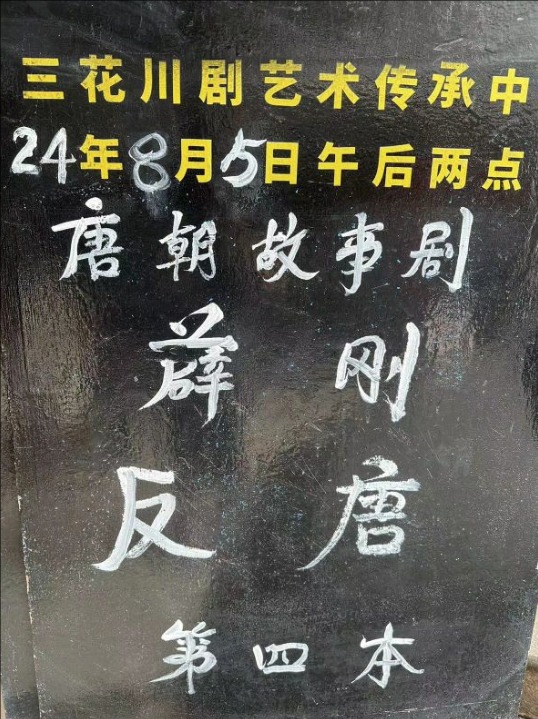 三花川剧艺术传承中
24年8月5日午后两点
唐朝故事剧
薛刚
反唐
第四本